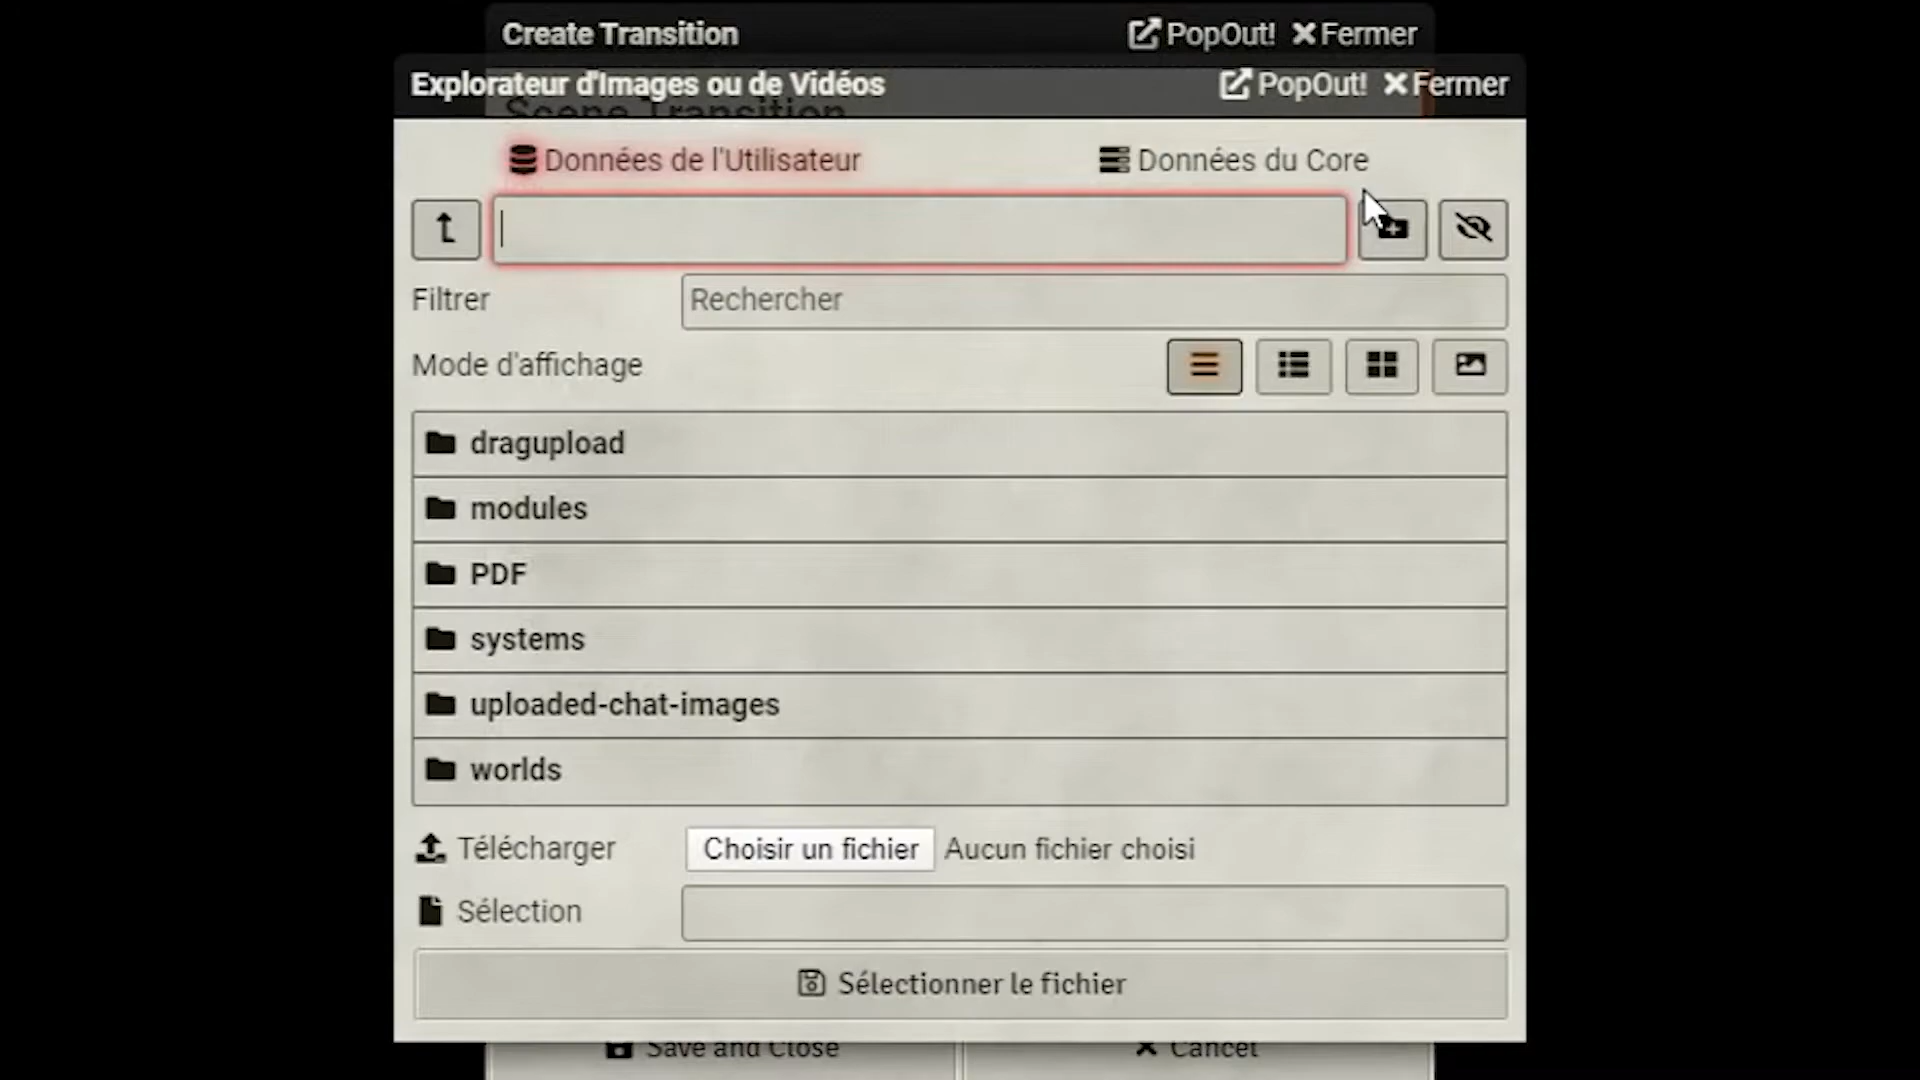 Create Transition PopOut! Fermer
Explorateur d'Images ou de Vidéos PopOut! Fermer
Scene Transition
Données de l'Utilisateur Données du Core
Filtrer Rechercher
Mode d'affichage
dragupload
modules
PDF
systems
uploaded-chat-images
worlds
Télécharger Choisir un fichier Aucun fichier choisi
Sélection
Sélectionner le fichier
Save and Close Cancel